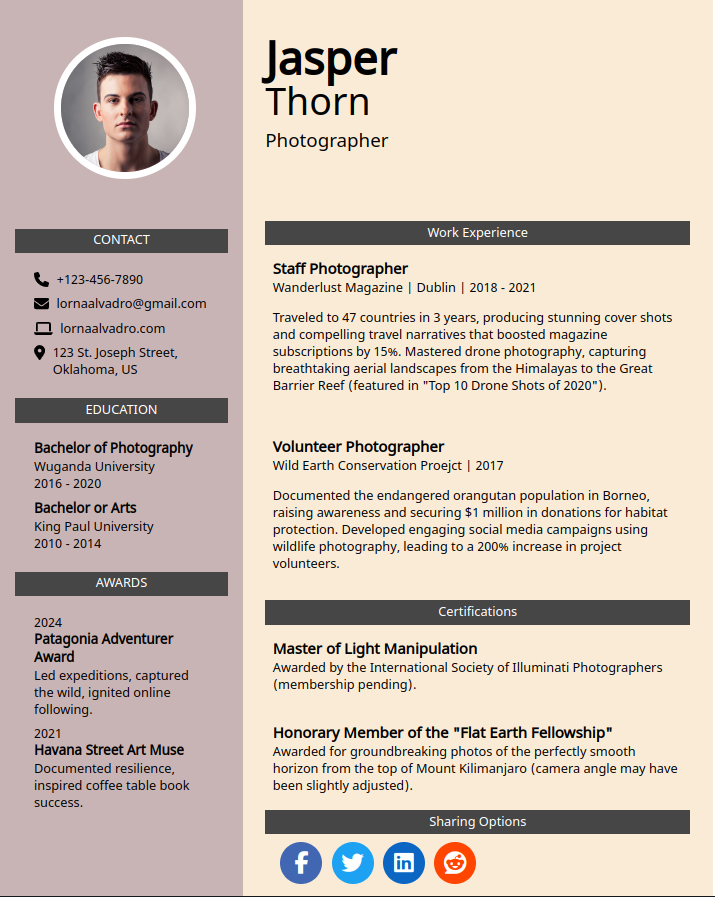 Jasper
Thorn
Photographer
CONTACT
+123-456-7890
lornaalvadro@gmail.com
lornaalvadro.com
123 St. Joseph Street,
Oklahoma, US
EDUCATION
Bachelor of Photography
Wuganda University
2016 - 2020
Bachelor or Arts
King Paul University
2010 - 2014
AWARDS
2024
Patagonia Adventurer
Award
Led expeditions, captured
the wild, ignited online
following.
2021
Havana Street Art Muse
Documented resilience,
inspired coffee table book
success.
Work Experience
Staff Photographer
Wanderlust Magazine | Dublin | 2018 - 2021
Traveled to 47 countries in 3 years, producing stunning cover shots
and compelling travel narratives that boosted magazine
subscriptions by 15%. Mastered drone photography, capturing
breathtaking aerial landscapes from the Himalayas to the Great
Barrier Reef (featured in "Top 10 Drone Shots of 2020").
Volunteer Photographer
Wild Earth Conservation Proejct | 2017
Documented the endangered orangutan population in Borneo,
raising awareness and securing $1 million in donations for habitat
protection. Developed engaging social media campaigns using
wildlife photography, leading to a 200% increase in project
volunteers.
Certifications
Master of Light Manipulation
Awarded by the International Society of Illuminati Photographers
(membership pending).
Honorary Member of the "Flat Earth Fellowship"
Awarded for groundbreaking photos of the perfectly smooth
horizon from the top of Mount Kilimanjaro (camera angle may have
been slightly adjusted).
Sharing Options